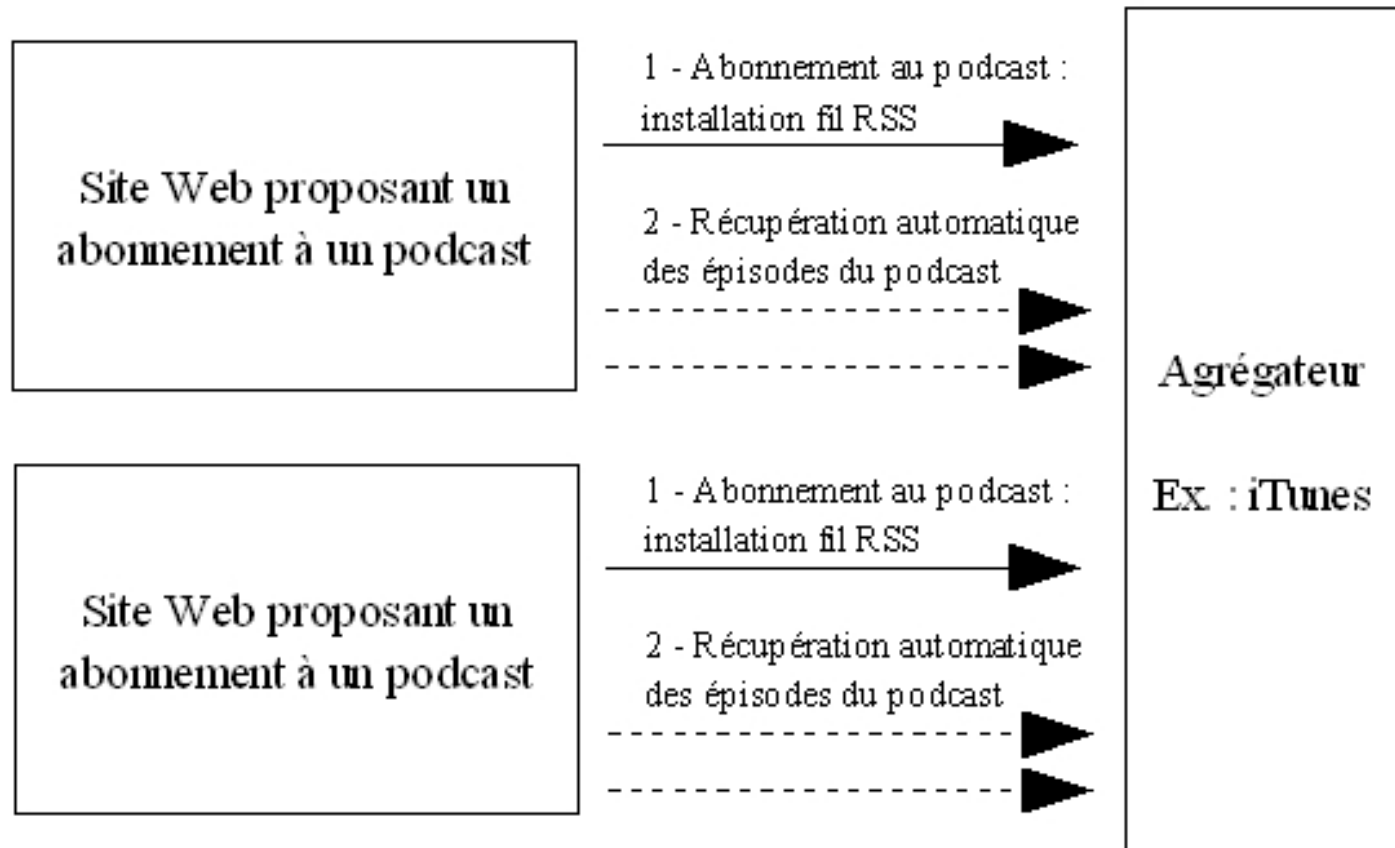 Site Web proposant un
abonnement à un podcast
1 - Abonnement au podcast :
installation fil RSS
2 - Récupération automatique
des épisodes du podcast
Site Web proposant un
abonnement à un podcast
1 - Abonnement au podcast :
installation fil RSS
2 - Récupération automatique
des épisodes du podcast
Agrégateur
Ex. : iTunes